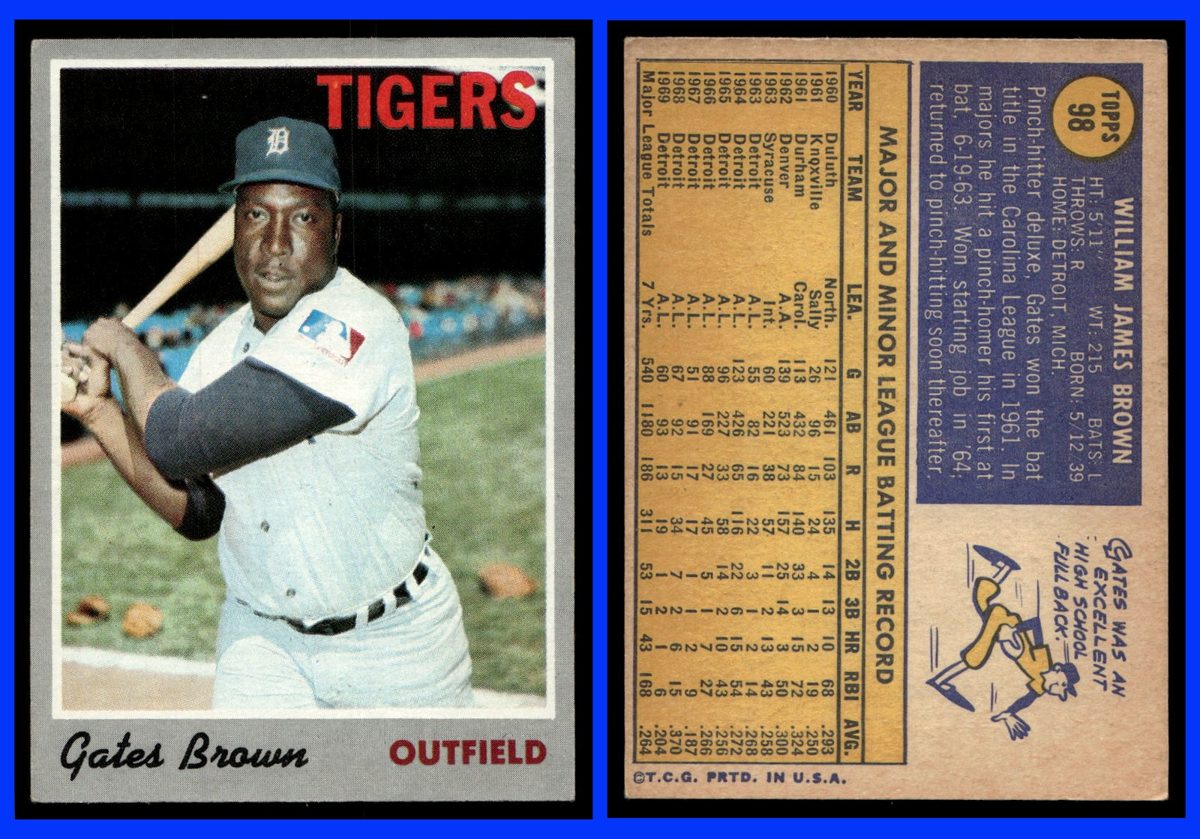 TIGERS
Gates Brown
OUTFIELD
TOPPS
98
WILLIAM JAMES BROWN
HT: 5'11" WT: 215 BATS: L
THROWS: R BORN: 5/12/39
HOME: DETROIT, MICH
Pinch-hitter deluxe, Gates won the bat
title in the Carolina League in 1961. In
majors he hit a pinch-homer his first at
bat, 6-19-63. Won starting job in '64;
returned to pinch-hitting soon thereafter.
GATES WAS AN
EXCELLENT
HIGH SCHOOL
FULLBACK.
MAJOR AND MINOR LEAGUE BATTING RECORD
YEAR TEAM LEA. G AB R H 2B 3B HR RBI AVG.
1960 Duluth North. 121 461 103 135 14 13 10 68 .293
1961 Knoxville Sally 26 96 15 24 4 1 2 19 .250
1961 Durham Carol. 113 432 84 140 33 3 15 72 .324
1962 Denver A.A. 139 523 73 157 25 14 3 50 .300
1963 Syracuse Int. 60 221 38 57 2 43 .258
1963 Detroit A.L. 55 82 16 22 3 1 2 14 .268
1964 Detroit A.L. 123 426 65 116 22 6 15 54 .272
1965 Detroit A.L. 96 227 33 58 14 2 10 43 .256
1966 Detroit A.L. 88 169 27 45 5 1 7 27 .266
1967 Detroit A.L. 51 91 17 17 1 1 2 9 .187
1968 Detroit A.L. 67 92 15 34 7 2 6 15 .370
1969 Detroit A.L. 60 93 13 19 1 2 1 6 .204
Major League Totals 7 Yrs. 540 1180 186 311 53 15 43 168 .264
©T.C.G. PRTD. IN U.S.A.